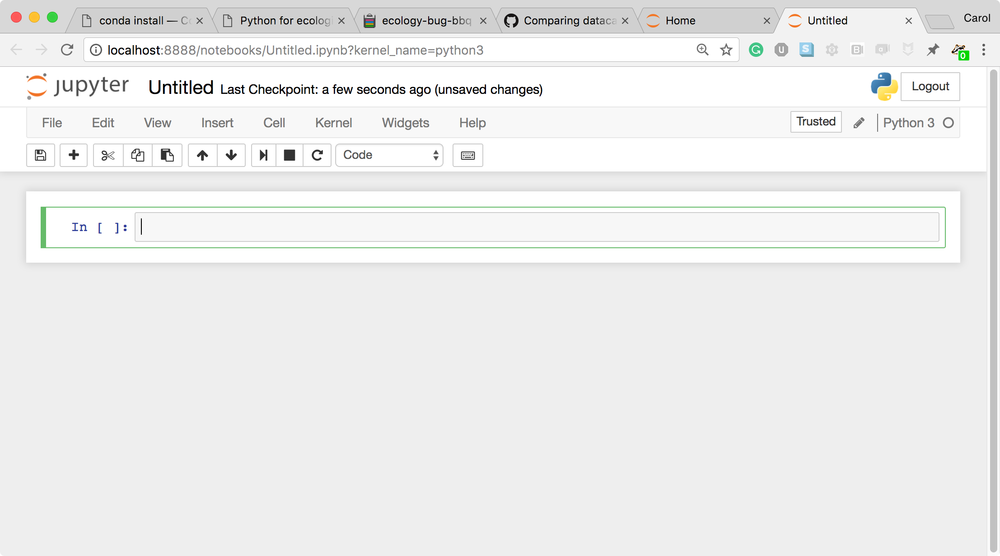 conda install — Co
Python for ecologi
ecology-bug-bbq
Comparing dataca
Home
Untitled
Carol
localhost:8888/notebooks/Untitled.ipynb?kernel_name=python3
0
jupyter Untitled Last Checkpoint: a few seconds ago (unsaved changes)
Logout
File Edit View Insert Cell Kernel Widgets Help
Trusted
Python 3
Code
In [ ]: